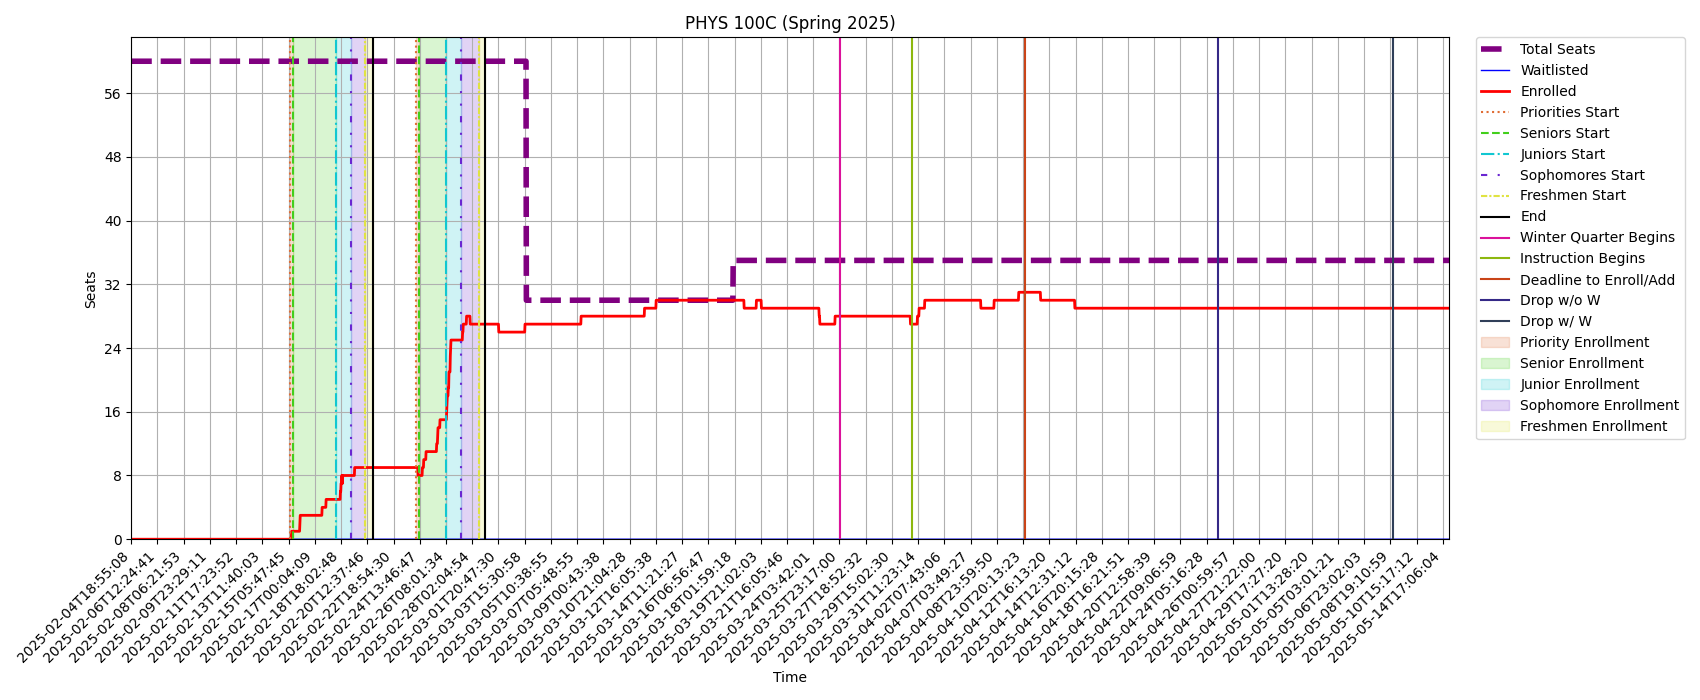 PHYS 100C (Spring 2025)
Seats
56
48
40
32
24
16
8
0
2025-02-04T18:55:08
2025-02-06T12:24:41
2025-02-08T06:21:53
2025-02-09T23:29:11
2025-02-11T17:23:52
2025-02-13T11:40:03
2025-02-15T05:47:45
2025-02-17T00:04:09
2025-02-18T18:02:48
2025-02-20T12:37:46
2025-02-22T18:54:30
2025-02-24T13:46:47
2025-02-26T08:01:34
2025-02-28T02:04:54
2025-03-01T20:47:30
2025-03-03T15:30:58
2025-03-05T10:38:55
2025-03-07T05:48:55
2025-03-09T00:43:38
2025-03-10T21:04:28
2025-03-12T16:05:38
2025-03-14T11:21:27
2025-03-16T06:56:47
2025-03-18T01:59:18
2025-03-19T21:02:03
2025-03-21T16:05:46
2025-03-24T03:42:01
2025-03-25T23:17:00
2025-03-27T18:52:32
2025-03-29T15:02:30
2025-03-31T11:23:14
2025-04-02T07:43:06
2025-04-07T03:49:27
2025-04-08T23:59:50
2025-04-10T20:13:23
2025-04-12T16:13:20
2025-04-14T12:31:12
2025-04-16T20:15:28
2025-04-18T16:21:51
2025-04-20T12:58:39
2025-04-22T09:06:59
2025-04-24T05:16:28
2025-04-26T00:59:57
2025-04-27T21:22:00
2025-04-29T17:27:20
2025-05-01T13:28:20
2025-05-05T03:01:21
2025-05-06T23:02:03
2025-05-08T19:10:59
2025-05-10T15:17:12
2025-05-14T17:06:04
Time
Total Seats
Waitlisted
Enrolled
Priorities Start
Seniors Start
Juniors Start
Sophomores Start
Freshmen Start
End
Winter Quarter Begins
Instruction Begins
Deadline to Enroll/Add
Drop w/o W
Drop w/ W
Priority Enrollment
Senior Enrollment
Junior Enrollment
Sophomore Enrollment
Freshmen Enrollment